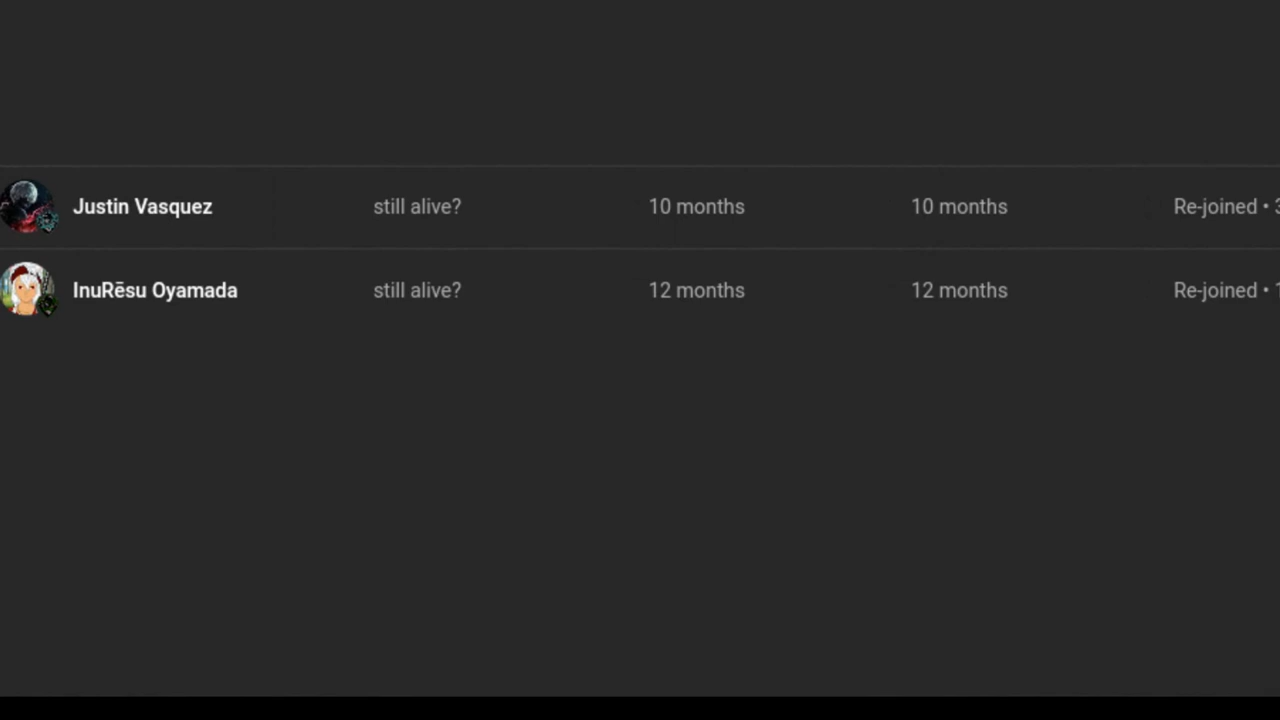 Justin Vasquez still alive? 10 months 10 months Re-joined •
InuRēsu Oyamada still alive? 12 months 12 months Re-joined •